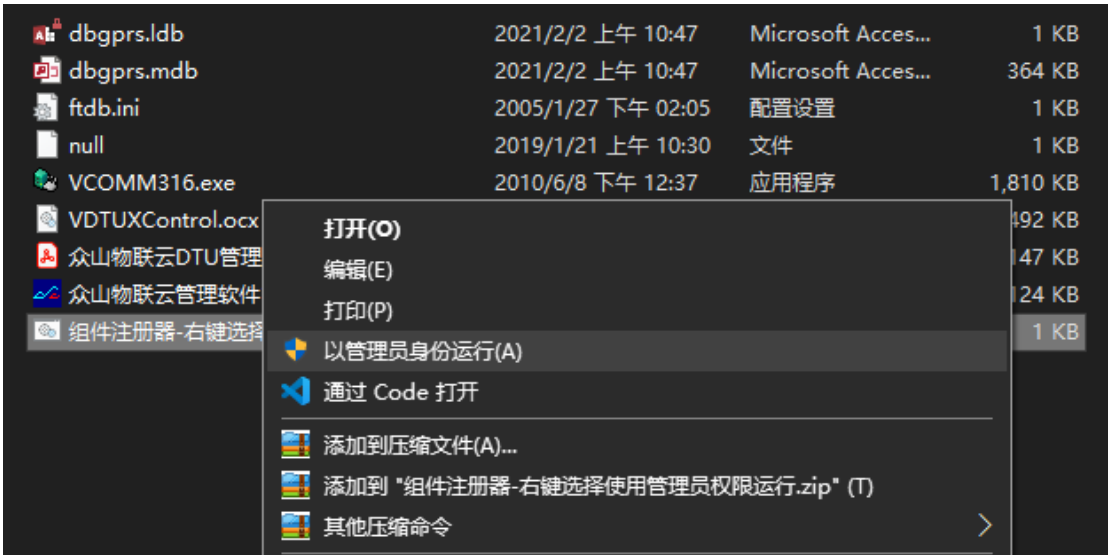 dbgprs.ldb 2021/2/2 上午 10:47 Microsoft Acces... 1 KB
dbgprs.mdb 2021/2/2 上午 10:47 Microsoft Acces... 364 KB
ftdb.ini 2005/1/27 下午 02:05 配置设置 1 KB
null 2019/1/21 上午 10:30 文件 1 KB
VCOMM316.exe 2010/6/8 下午 12:37 应用程序 1,810 KB
VDTUXControl.ocx 492 KB
众山物联云DTU管理 147 KB
众山物联云管理软件 124 KB
组件注册器-右键选择 1 KB
打开(O)
编辑(E)
打印(P)
以管理员身份运行(A)
通过 Code 打开
添加到压缩文件(A)...
添加到 "组件注册器-右键选择使用管理员权限运行.zip" (T)
其他压缩命令